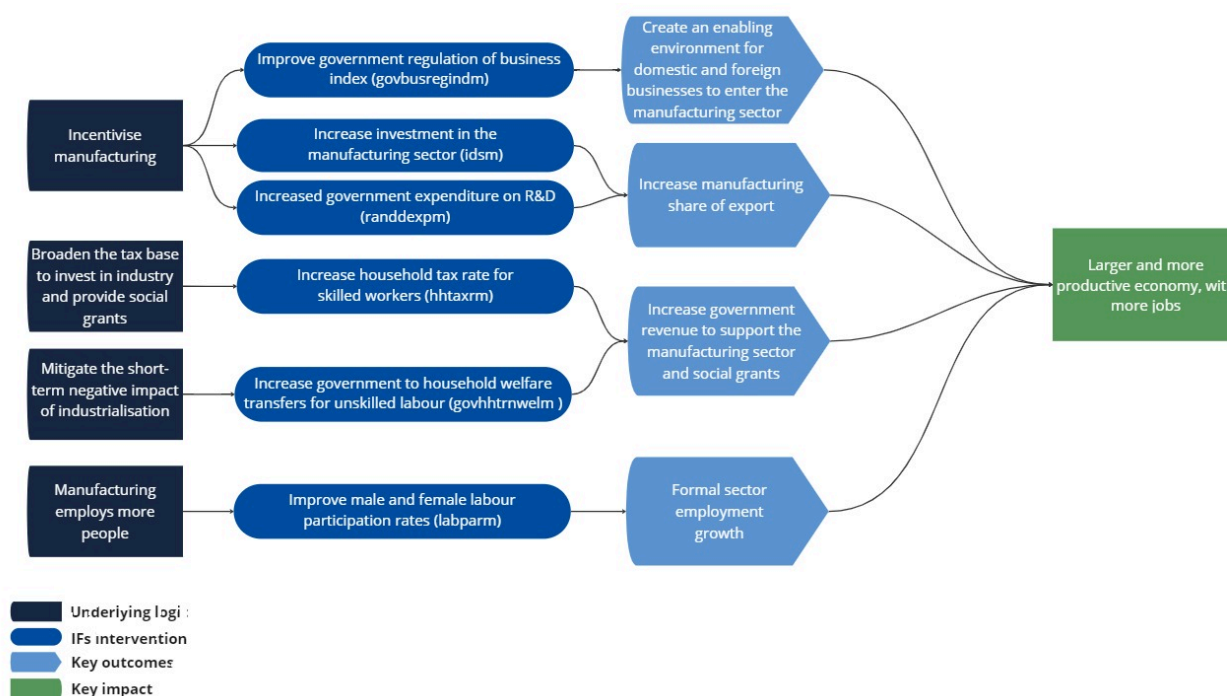 Improve government regulation of business
index (govbusregindm)
Create an enabling
environment for
domestic and foreign
businesses to enter the
manufacturing sector
Incentivise
manufacturing
Increase investment in the
manufacturing sector (idsm)
Increased government expenditure on R&D
(randdexpm)
Increase manufacturing
share of export
Broaden the tax base
to invest in industry
and provide social
grants
Increase household tax rate for
skilled workers (hhtaxrm)
Mitigate the short-
term negative impact
of industrialisation
Increase government to household welfare
transfers for unskilled labour (govhhtrnwelm )
Increase government
revenue to support the
manufacturing sector
and social grants
Manufacturing
employs more
people
Improve male and female labour
participation rates (labparm)
Formal sector
employment
growth
Larger and more
productive economy, wit
more jobs
Underlying logi
IFs intervention
Key outcomes
Key impact